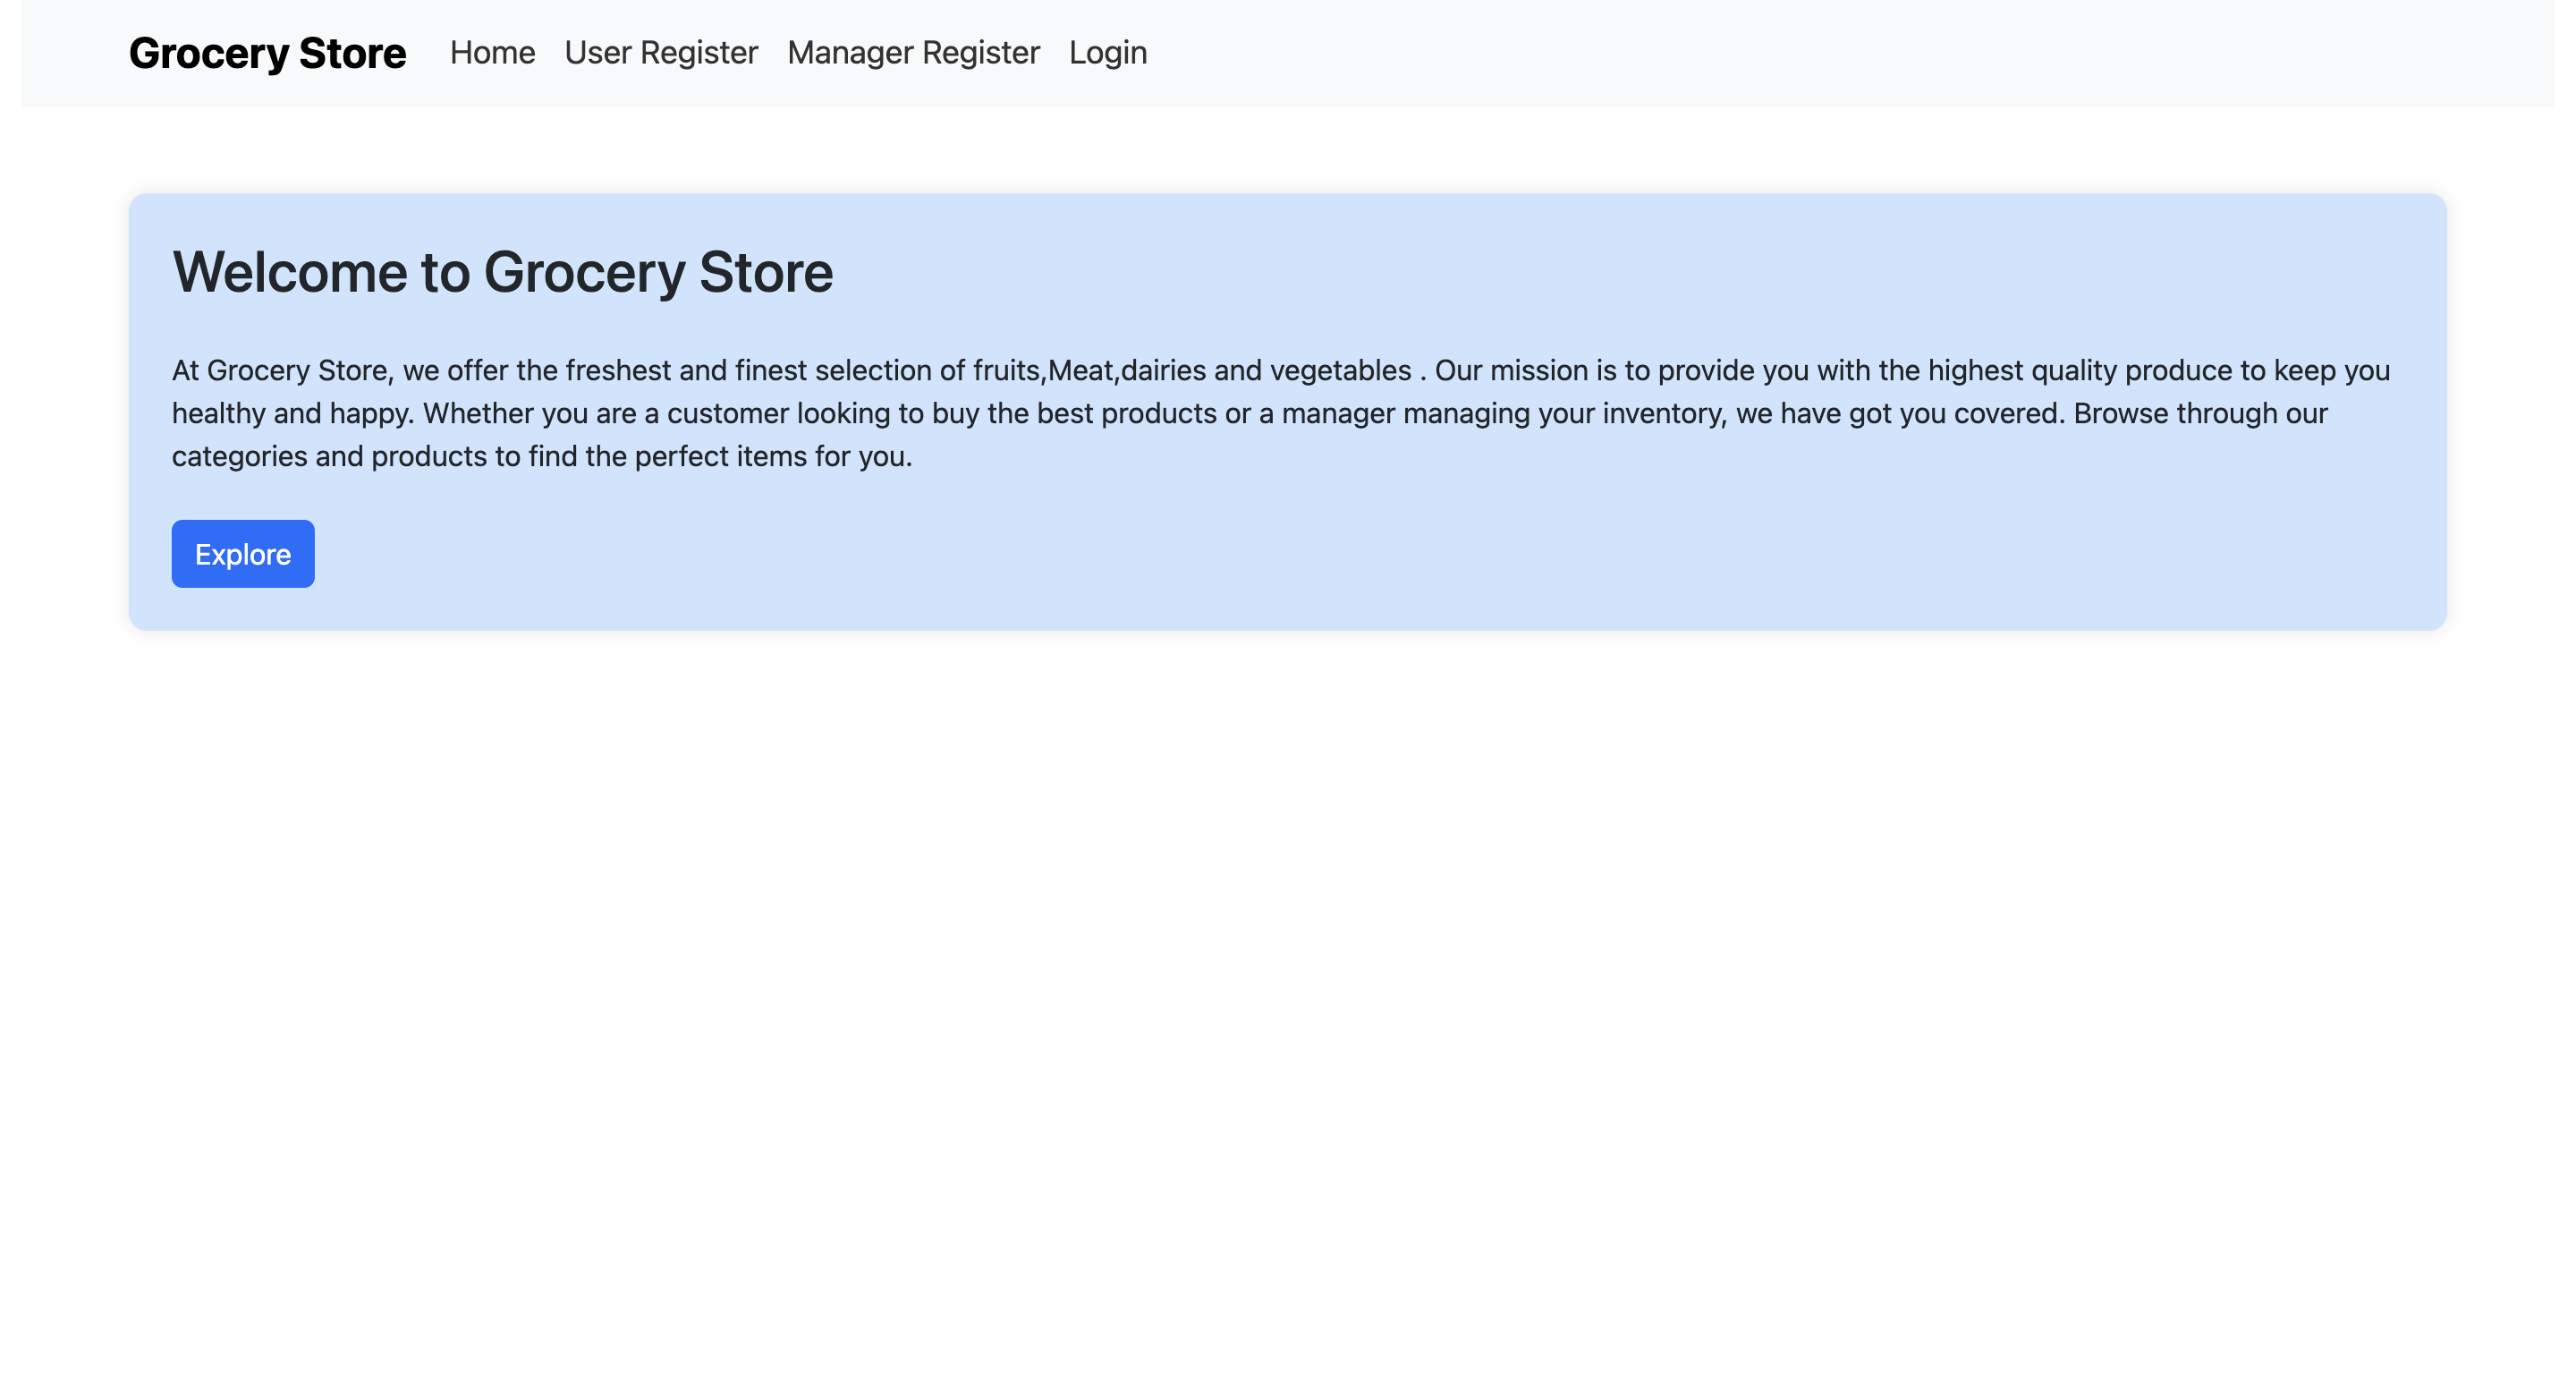 Grocery Store Home User Register Manager Register Login
Welcome to Grocery Store
At Grocery Store, we offer the freshest and finest selection of fruits,Meat,dairies and vegetables . Our mission is to provide you with the highest quality produce to keep you
healthy and happy. Whether you are a customer looking to buy the best products or a manager managing your inventory, we have got you covered. Browse through our
categories and products to find the perfect items for you.
Explore